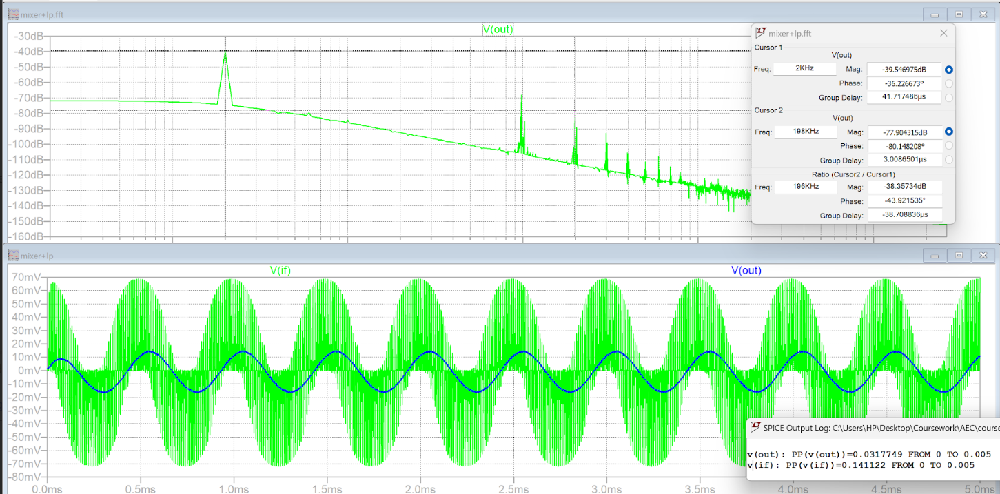 mixer+lp.fft
V(out)
-30dB
-40dB
-50dB
-60dB
-70dB
-80dB
-90dB
-100dB
-110dB
-120dB
-130dB
-140dB
-150dB
-160dB
mixer+lp.fft
Cursor 1
V(out)
Freq: 2KHz Mag: -39.546975dB
Phase: -36.226673°
Group Delay: 41.717486µs
Cursor 2
V(out)
Freq: 198KHz Mag: -77.904315dB
Phase: -80.148208°
Group Delay: 3.0086501µs
Ratio (Cursor2 / Cursor1)
Freq: 196KHz Mag: -38.35734dB
Phase: -43.921535°
Group Delay: -38.708836µs
mixer+lp
V(if) V(out)
70mV
60mV
50mV
40mV
30mV
20mV
10mV
0mV
-10mV
-20mV
-30mV
-40mV
-50mV
-60mV
-70mV
-80mV
0.0ms 0.5ms 1.0ms 1.5ms 2.0ms 2.5ms 3.0ms 3.5ms 4.0ms 4.5ms 5.0ms
SPICE Output Log: C:\Users\HP\Desktop\Coursework\AEC\course
v(out): PP(v(out))=0.0317749 FROM 0 TO 0.005
v(if): PP(v(if))=0.141122 FROM 0 TO 0.005